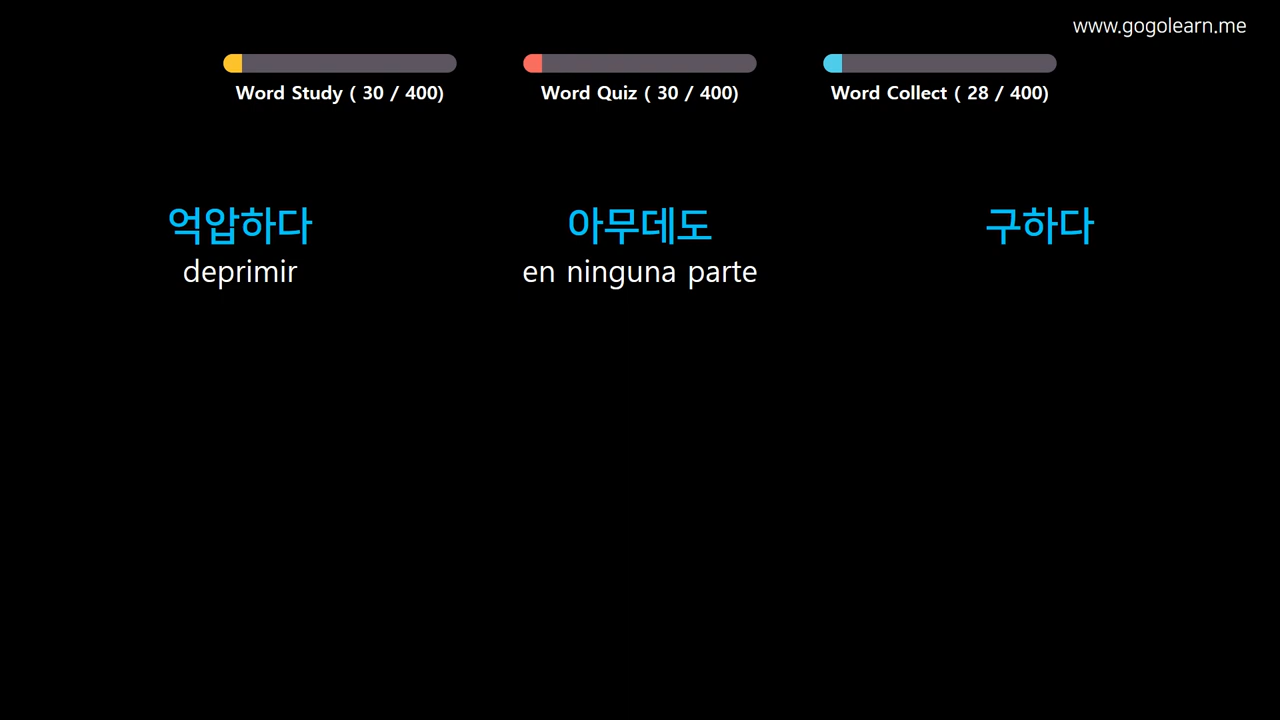 www.gogolearn.me
Word Study ( 30 / 400)
Word Quiz ( 30 / 400)
Word Collect ( 28 / 400)
억압하다
deprimir
아무데도
en ninguna parte
구하다